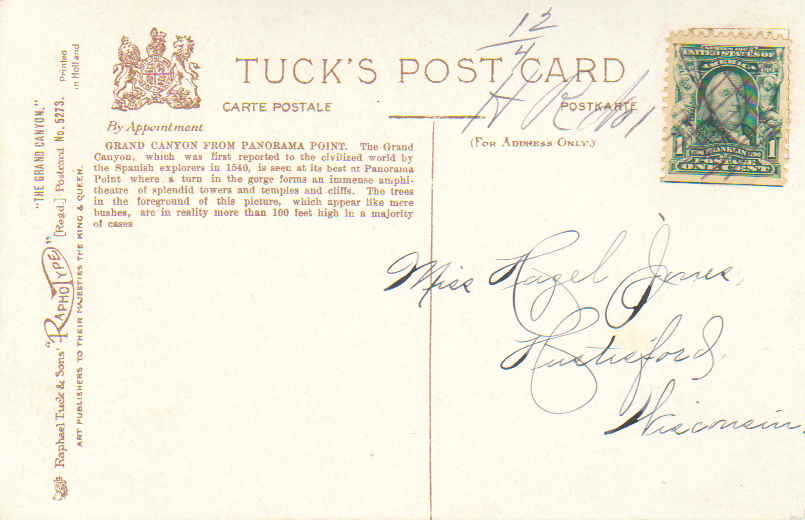 12
4
TUCK'S POST CARD
CARTE POSTALE
POSTKARTE
(FOR ADDRESS ONLY.)
By Appointment
GRAND CANYON FROM PANORAMA POINT. The Grand
Canyon, which was first reported to the civilized world by
the Spanish explorers in 1540, is seen at its best at Panorama
Point where a turn in the gorge forms an immense amphi-
theatre of splendid towers and temples and cliffs. The trees
in the foreground of this picture, which appear like mere
bushes, are in reality more than 100 feet high in a majority
of cases
UNITED STATES OF
AMERICA
1 FRANKLIN 1
ONE CENT
Miss Hazel Jones,
Hustisford,
Wisconsin.
"THE GRAND CANYON."
Raphael Tuck & Sons' "RAPHOTYPE" [Regd.] Postcard No. 5273. Printed
in Holland
ART PUBLISHERS TO THEIR MAJESTIES THE KING & QUEEN.